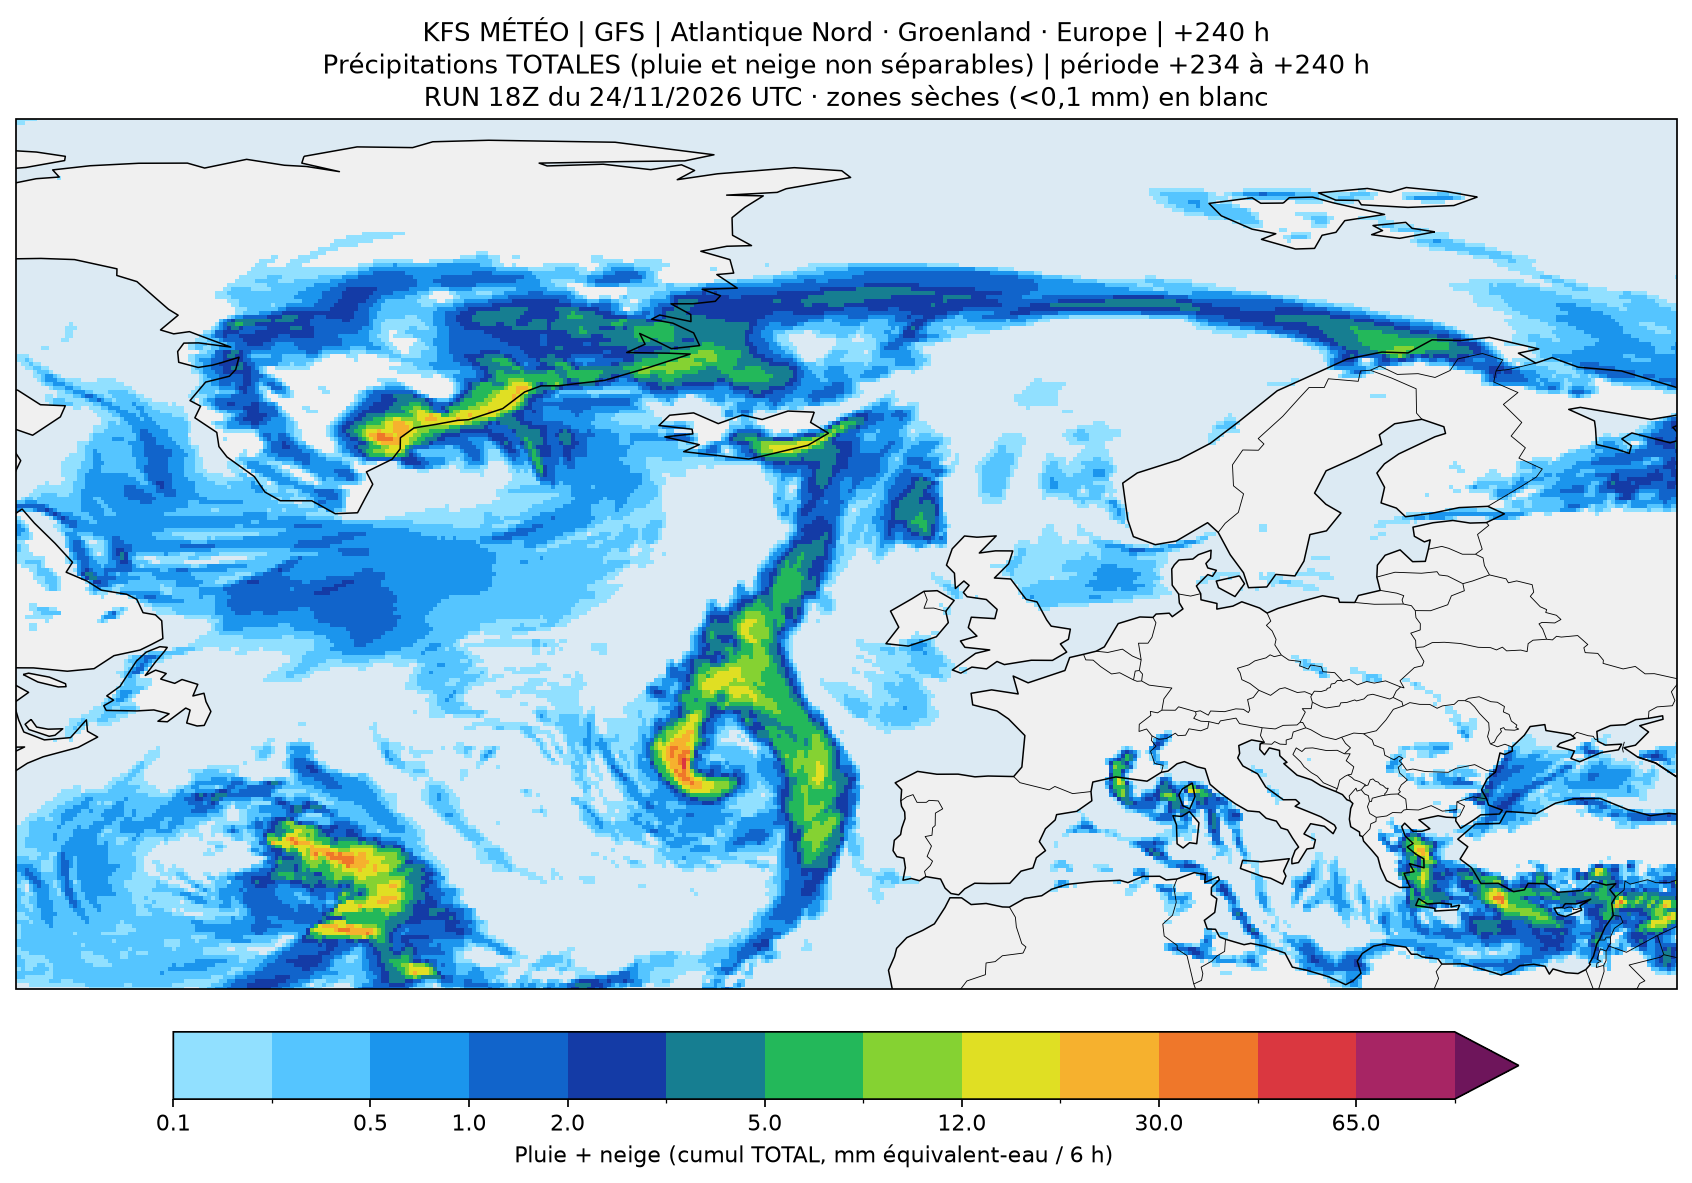 KFS MÉTÉO | GFS | Atlantique Nord · Groenland · Europe | +240 h
Précipitations TOTALES (pluie et neige non séparables) | période +234 à +240 h
RUN 18Z du 24/11/2026 UTC · zones sèches (<0,1 mm) en blanc
0.1 0.5 1.0 2.0 5.0 12.0 30.0 65.0
Pluie + neige (cumul TOTAL, mm équivalent-eau / 6 h)